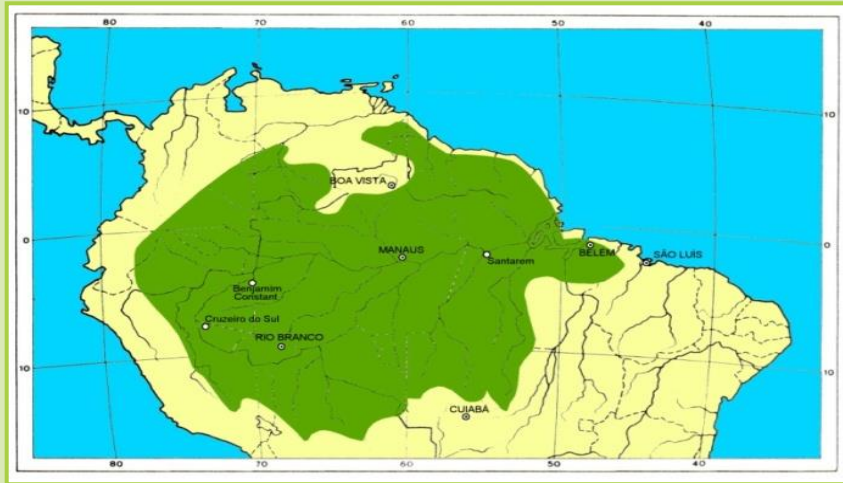 80 70 60 50 40
10 10
BOA VISTA
0 0
MANAUS
Santarem
BELÉM
SÃO LUÍS
Benjamim
Constant
Cruzeiro do Sul
RIO BRANCO
10 10
CUIABÁ
80 70 60 50 40